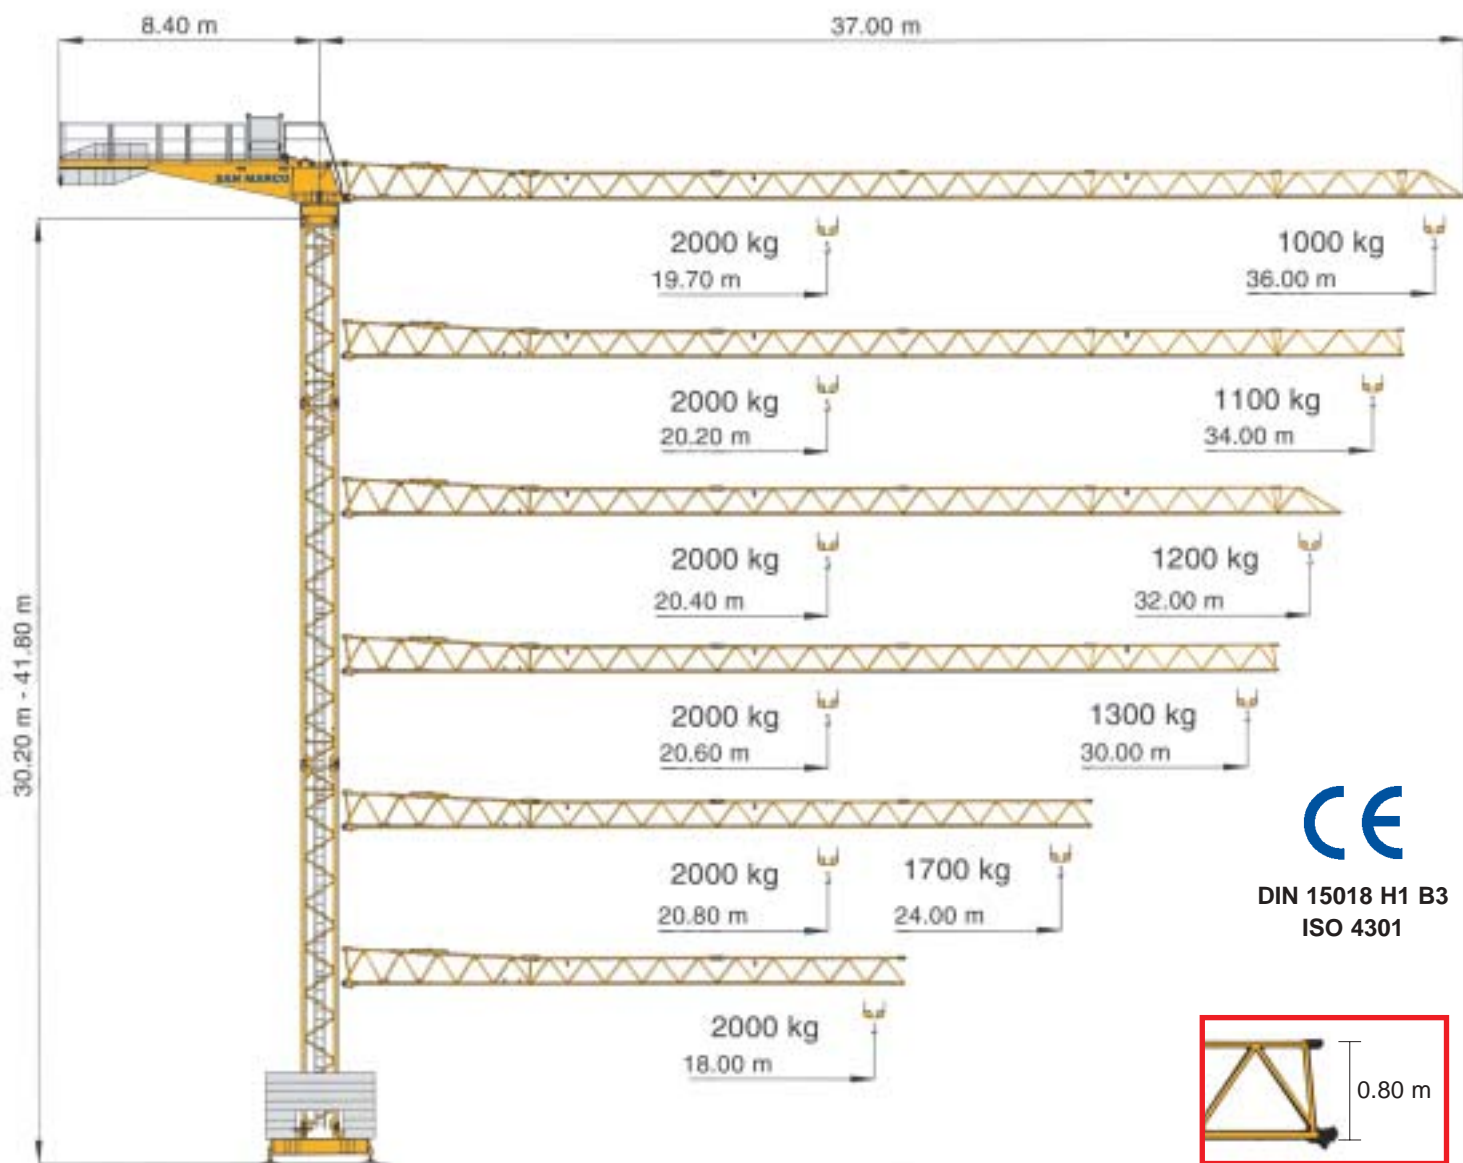 8.40 m
37.00 m
SAN MARCO
2000 kg
19.70 m
1000 kg
36.00 m
2000 kg
20.20 m
1100 kg
34.00 m
2000 kg
20.40 m
1200 kg
32.00 m
30.20 m - 41.80 m
2000 kg
20.60 m
1300 kg
30.00 m
2000 kg
20.80 m
1700 kg
24.00 m
CE
DIN 15018 H1 B3
ISO 4301
2000 kg
18.00 m
0.80 m